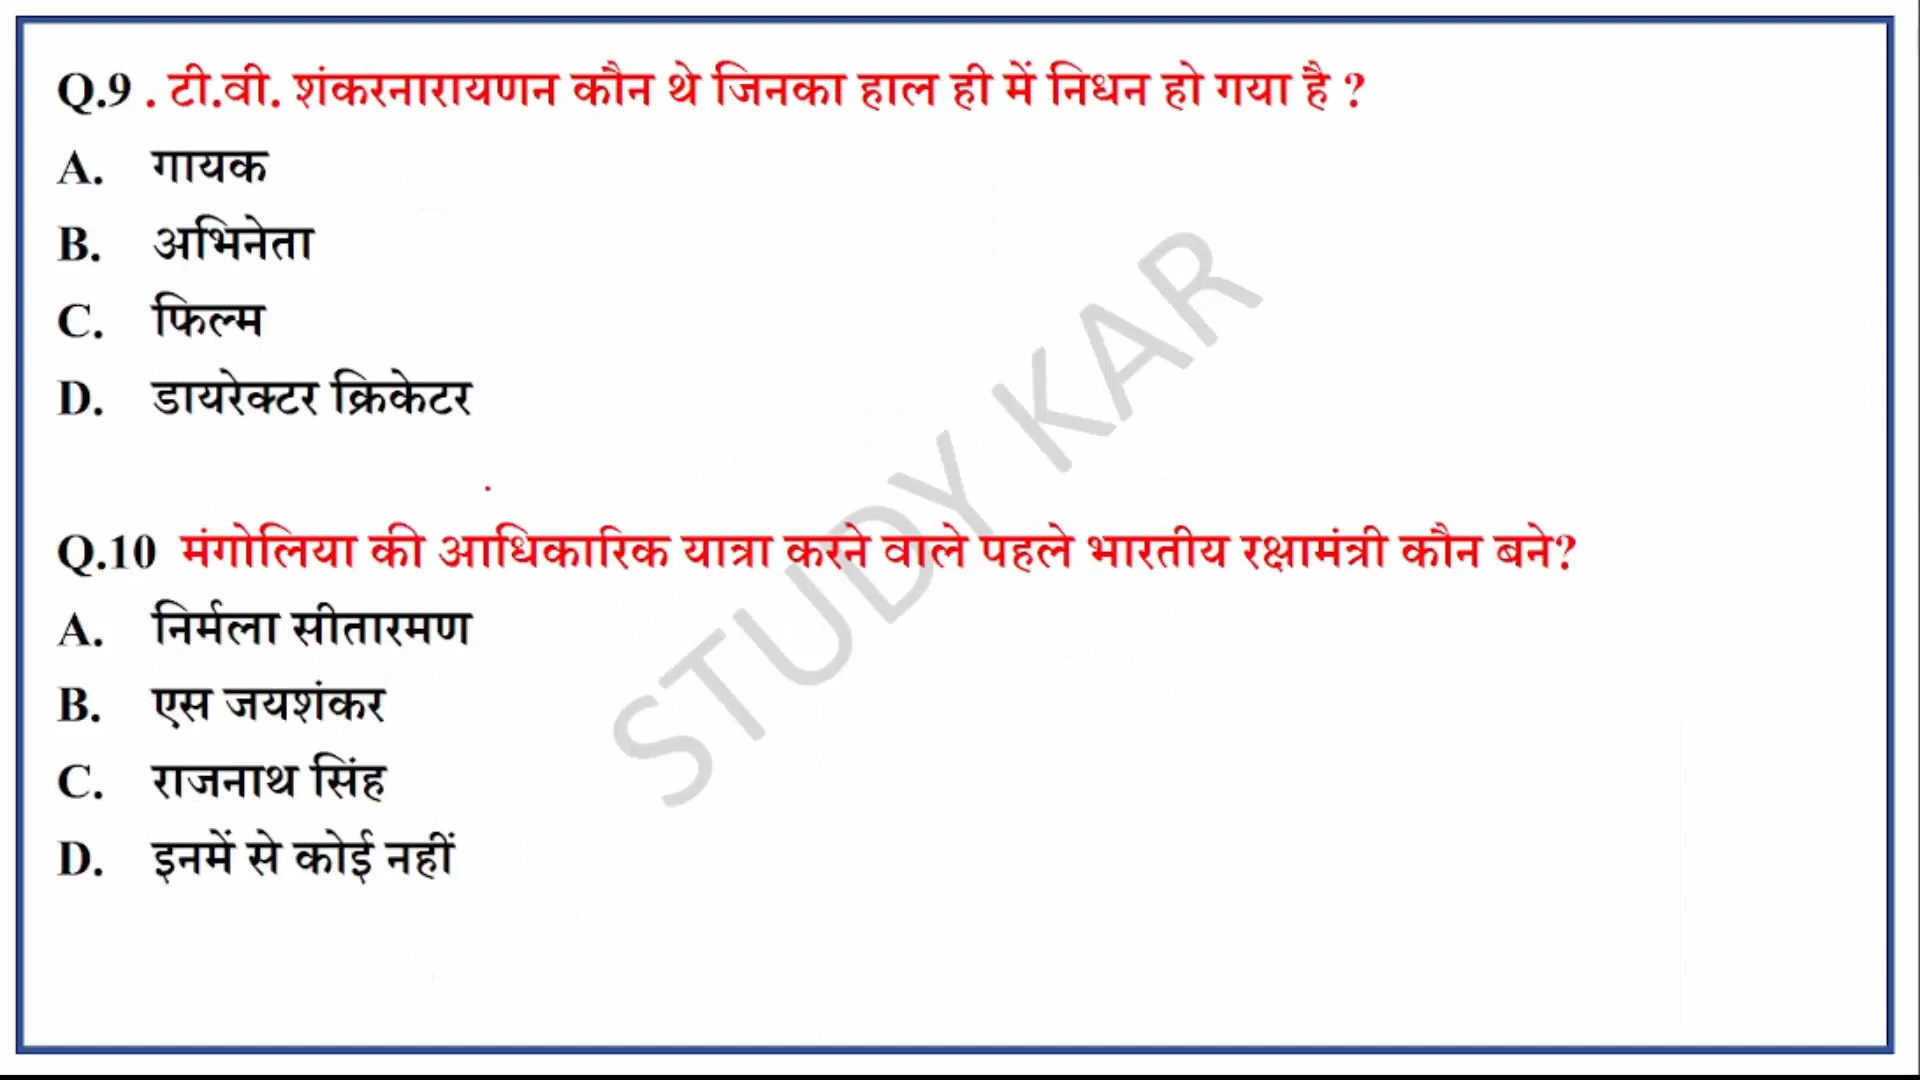 Q.9 . टी.वी. शंकरनारायणन कौन थे जिनका हाल ही में निधन हो गया है ?
A. गायक
B. अभिनेता
C. फिल्म
D. डायरेक्टर क्रिकेटर
Q.10 मंगोलिया की आधिकारिक यात्रा करने वाले पहले भारतीय रक्षामंत्री कौन बने?
A. निर्मला सीतारमण
B. एस जयशंकर
C. राजनाथ सिंह
D. इनमें से कोई नहीं
STUDY KAR